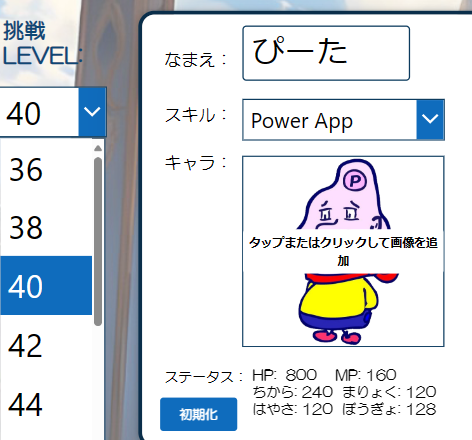 挑戦
LEVEL:
40
36
38
40
42
44
なまえ：
ぴーた
スキル：
Power App
キャラ：
P
タップまたはクリックして画像を追
加
ステータス：
HP: 800 MP: 160
ちから: 240 まりょく: 120
はやさ: 120 ぼうぎょ: 128
初期化